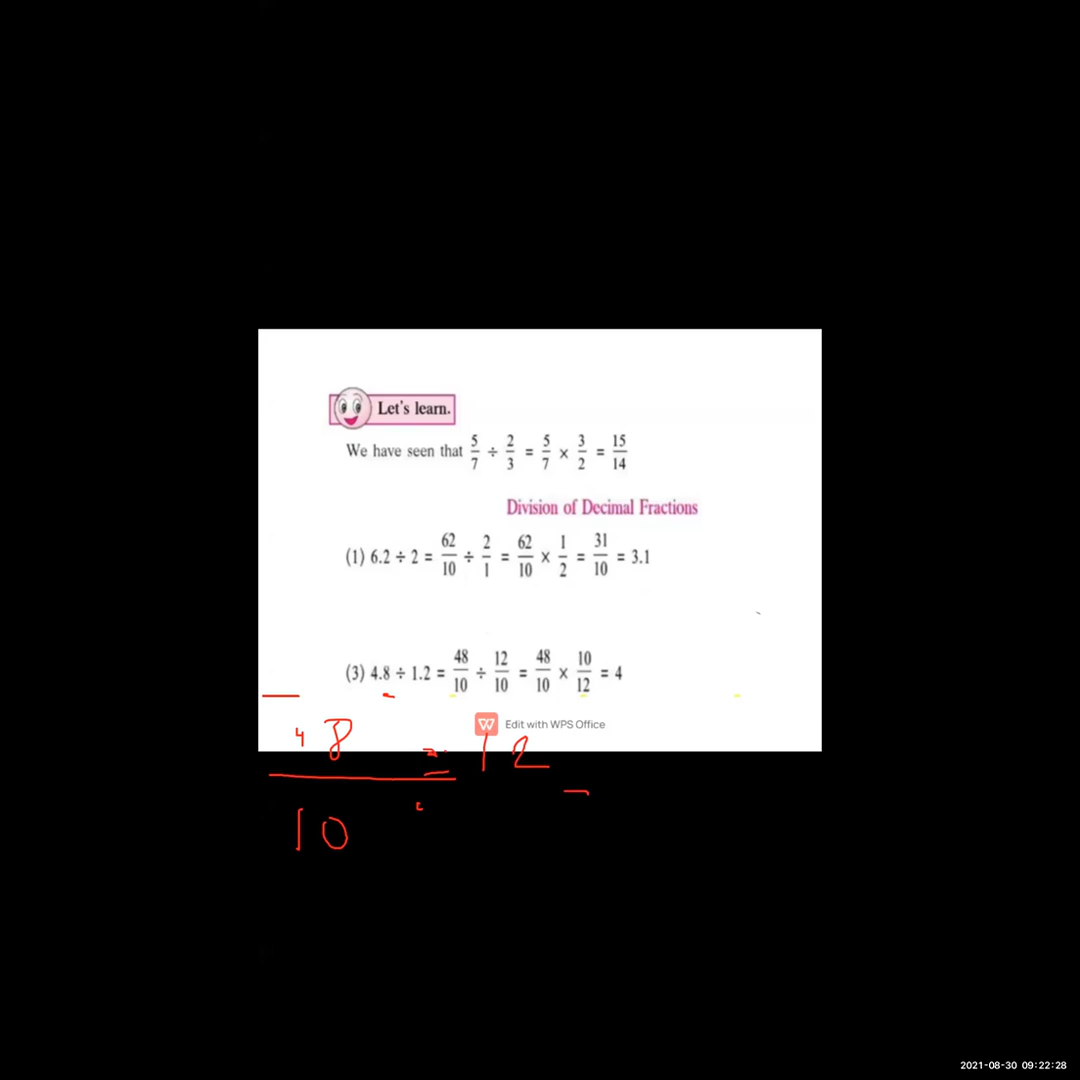 Let's learn.
We have seen that 5/7 ÷ 2/3 = 5/7 × 3/2 = 15/14
Division of Decimal Fractions
(1) 6.2 ÷ 2 = 62/10 ÷ 2/1 = 62/10 × 1/2 = 31/10 = 3.1
(3) 4.8 ÷ 1.2 = 48/10 ÷ 12/10 = 48/10 × 10/12 = 4
Edit with WPS Office
48 12
10
2021-08-30 09:22:28